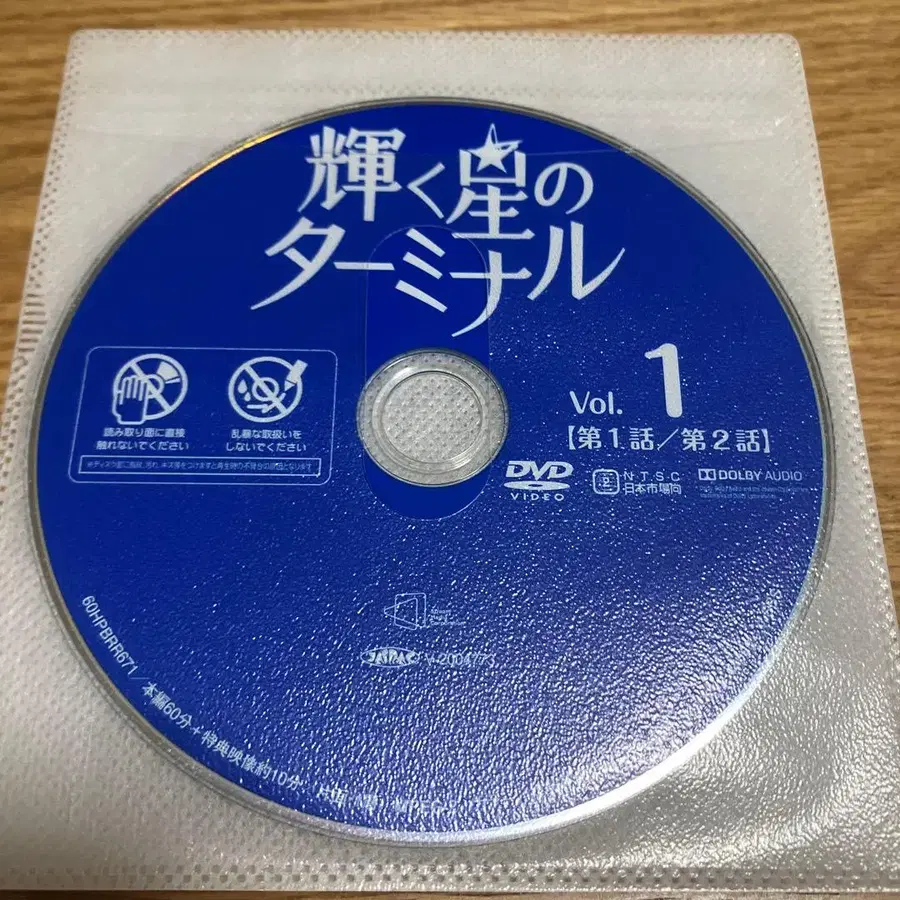 輝く星の
ターミナル
Vol. 1
【第1話/第2話】
読み取り面に直接
触れないでください
乱暴な取扱いを
しないでください
DVD
VIDEO
2
N・T・S・C
日本市場向
DOLBY AUDIO
60HPBRR671/本編60分+特典映像約10分